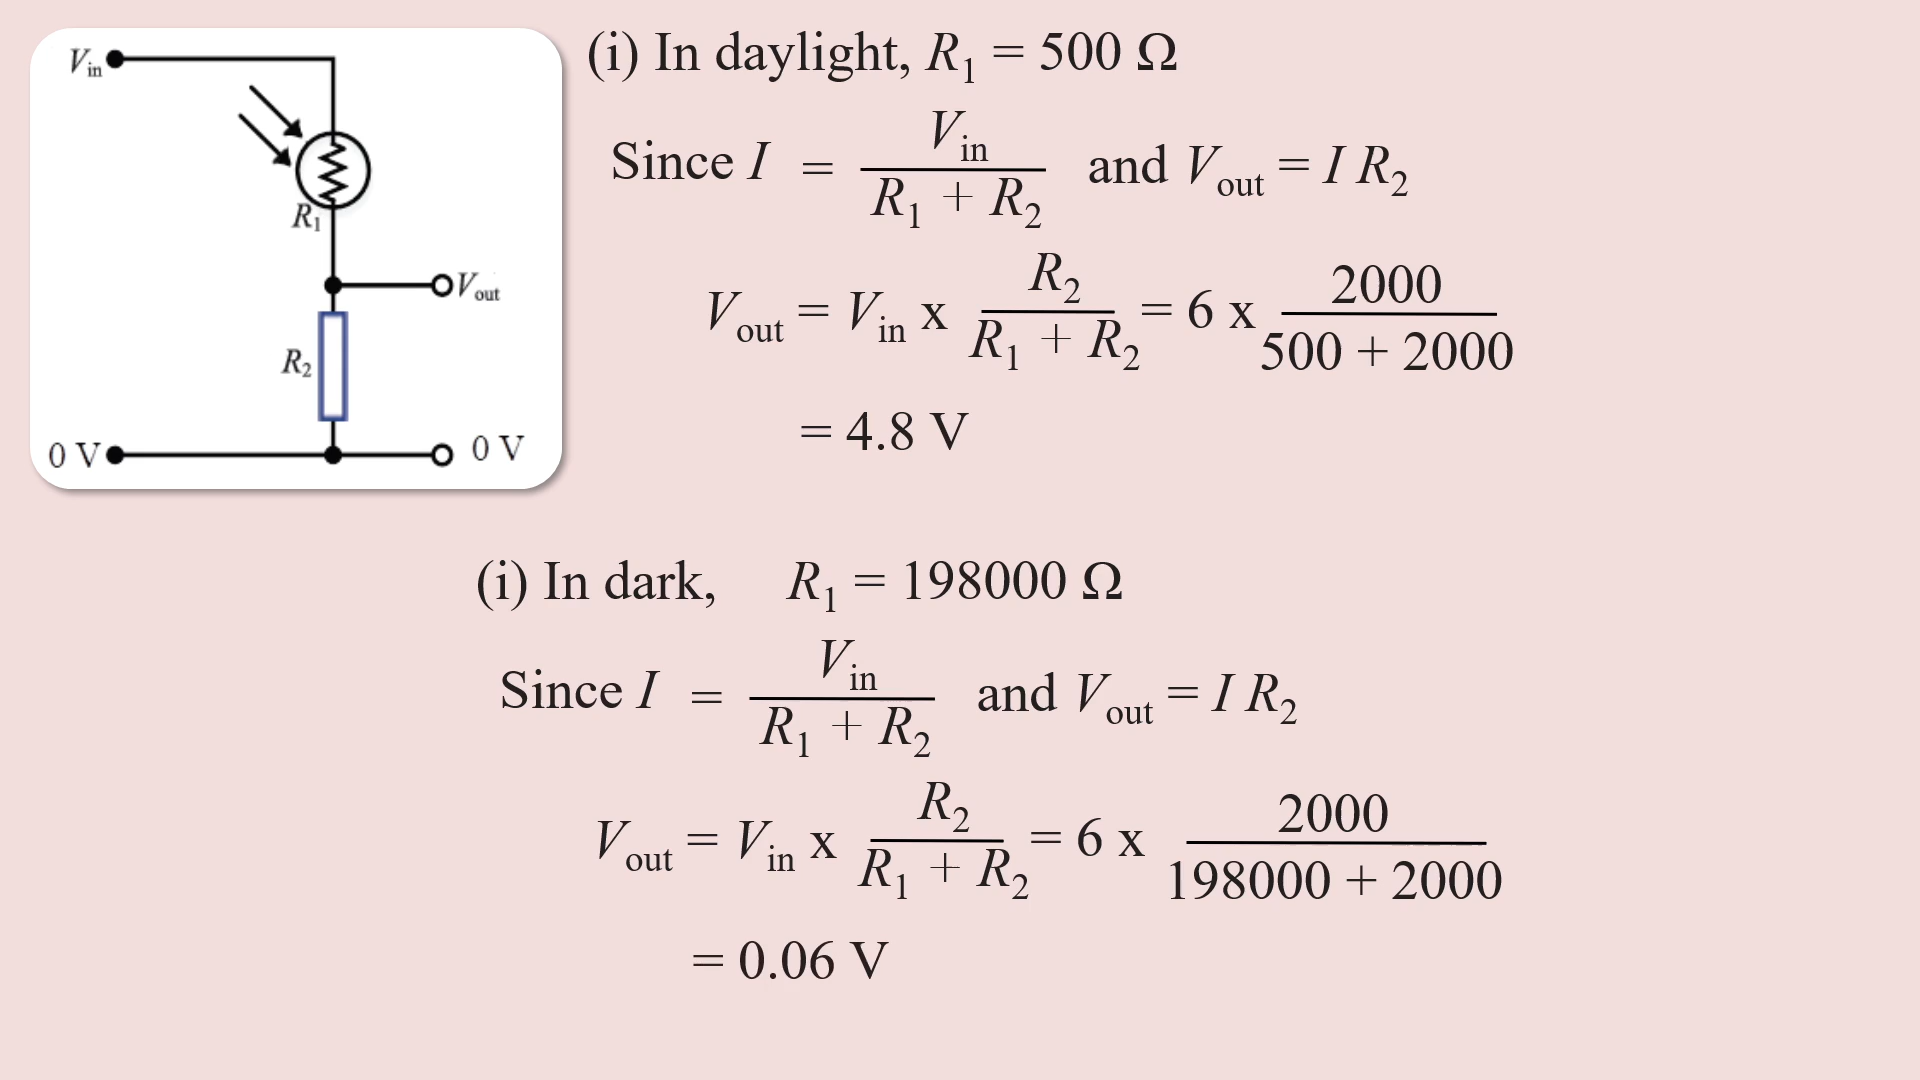 V_in
R_1
V_out
R_2
0 V
0 V
(i) In daylight, R_1 = 500 Ω
Since I = V_in / (R_1 + R_2) and V_out = I R_2
V_out = V_in x R_2 / (R_1 + R_2) = 6 x 2000 / (500 + 2000)
= 4.8 V
(i) In dark, R_1 = 198000 Ω
Since I = V_in / (R_1 + R_2) and V_out = I R_2
V_out = V_in x R_2 / (R_1 + R_2) = 6 x 2000 / (198000 + 2000)
= 0.06 V